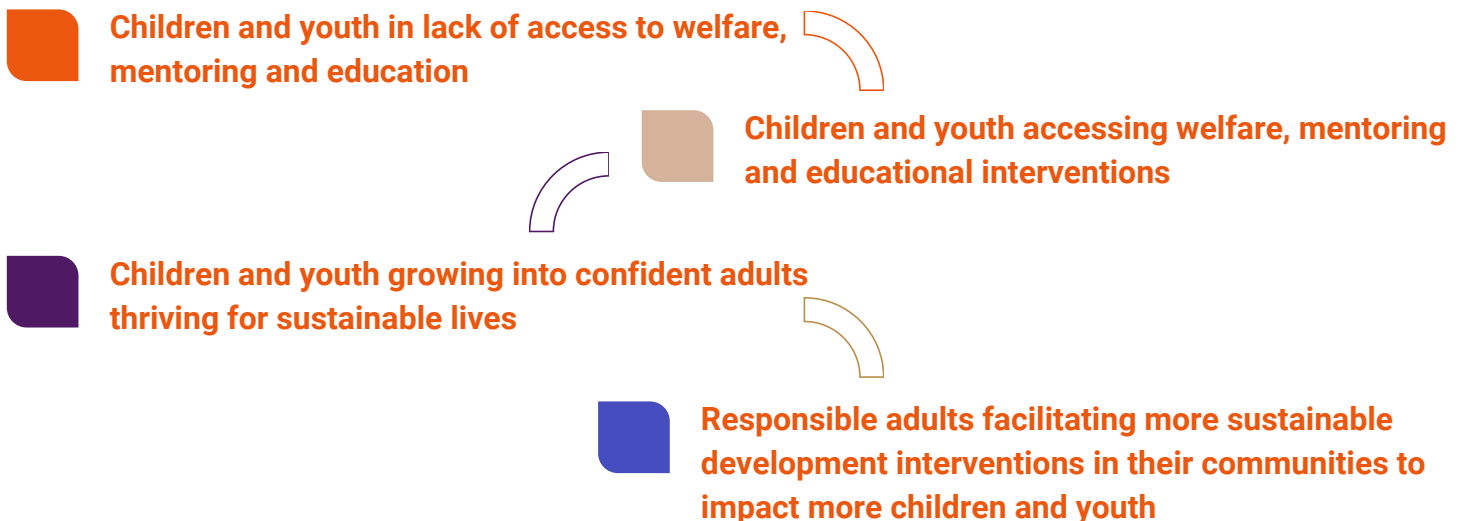 Children and youth in lack of access to welfare,
mentoring and education
Children and youth accessing welfare, mentoring
and educational interventions
Children and youth growing into confident adults
thriving for sustainable lives
Responsible adults facilitating more sustainable
development interventions in their communities to
impact more children and youth